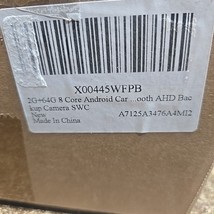 X00445WFPB
2G+64G 8 Core Android Car ...ooth AHD Bac
kup Camera SWC
New
Made In China
A7125A3476A4MI2